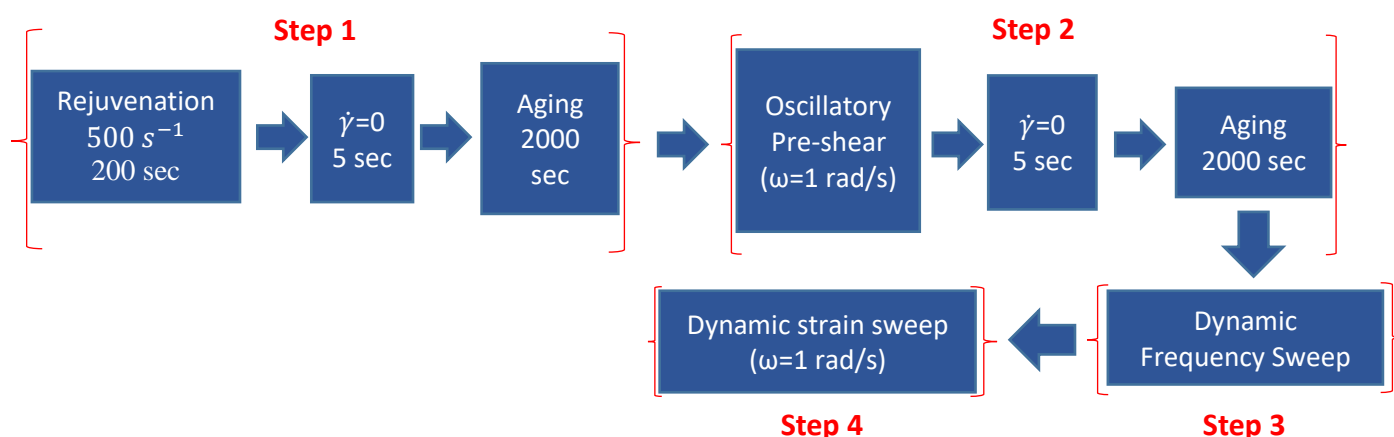 Step 1
Rejuvenation
500 s⁻¹
200 sec
γ̇=0
5 sec
Aging
2000
sec
Step 2
Oscillatory
Pre-shear
(ω=1 rad/s)
γ̇=0
5 sec
Aging
2000 sec
Dynamic
Frequency Sweep
Step 3
Dynamic strain sweep
(ω=1 rad/s)
Step 4